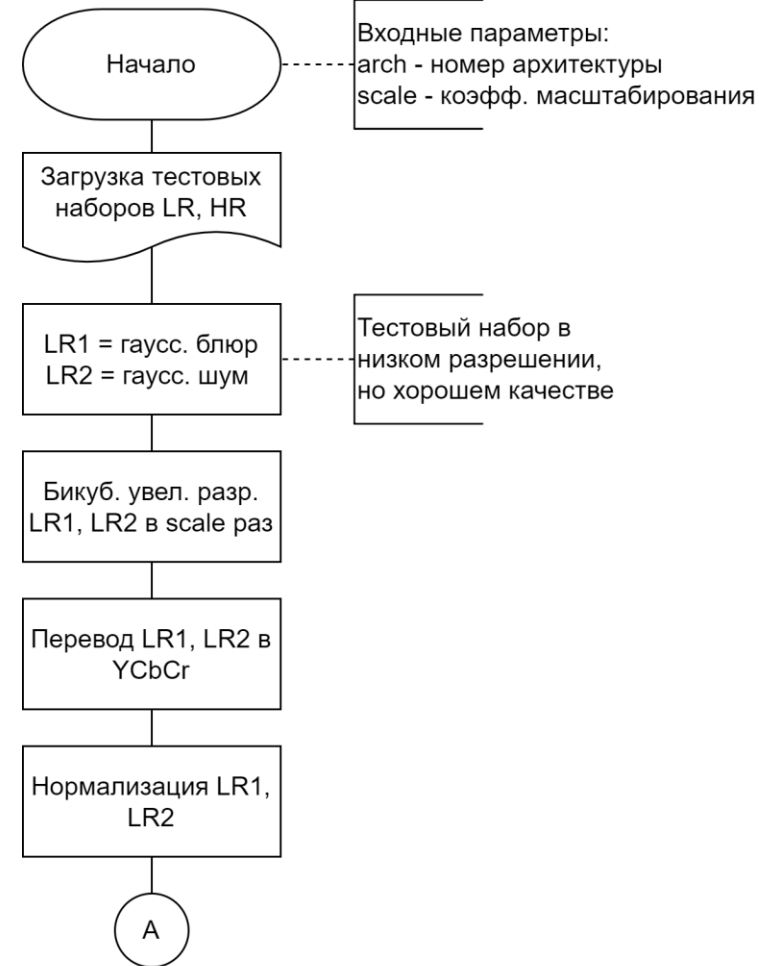 Начало
Входные параметры:
arch - номер архитектуры
scale - коэфф. масштабирования
Загрузка тестовых
наборов LR, HR
LR1 = гаусс. блюр
LR2 = гаусс. шум
Тестовый набор в
низком разрешении,
но хорошем качестве
Бикуб. увел. разр.
LR1, LR2 в scale раз
Перевод LR1, LR2 в
YCbCr
Нормализация LR1,
LR2
А